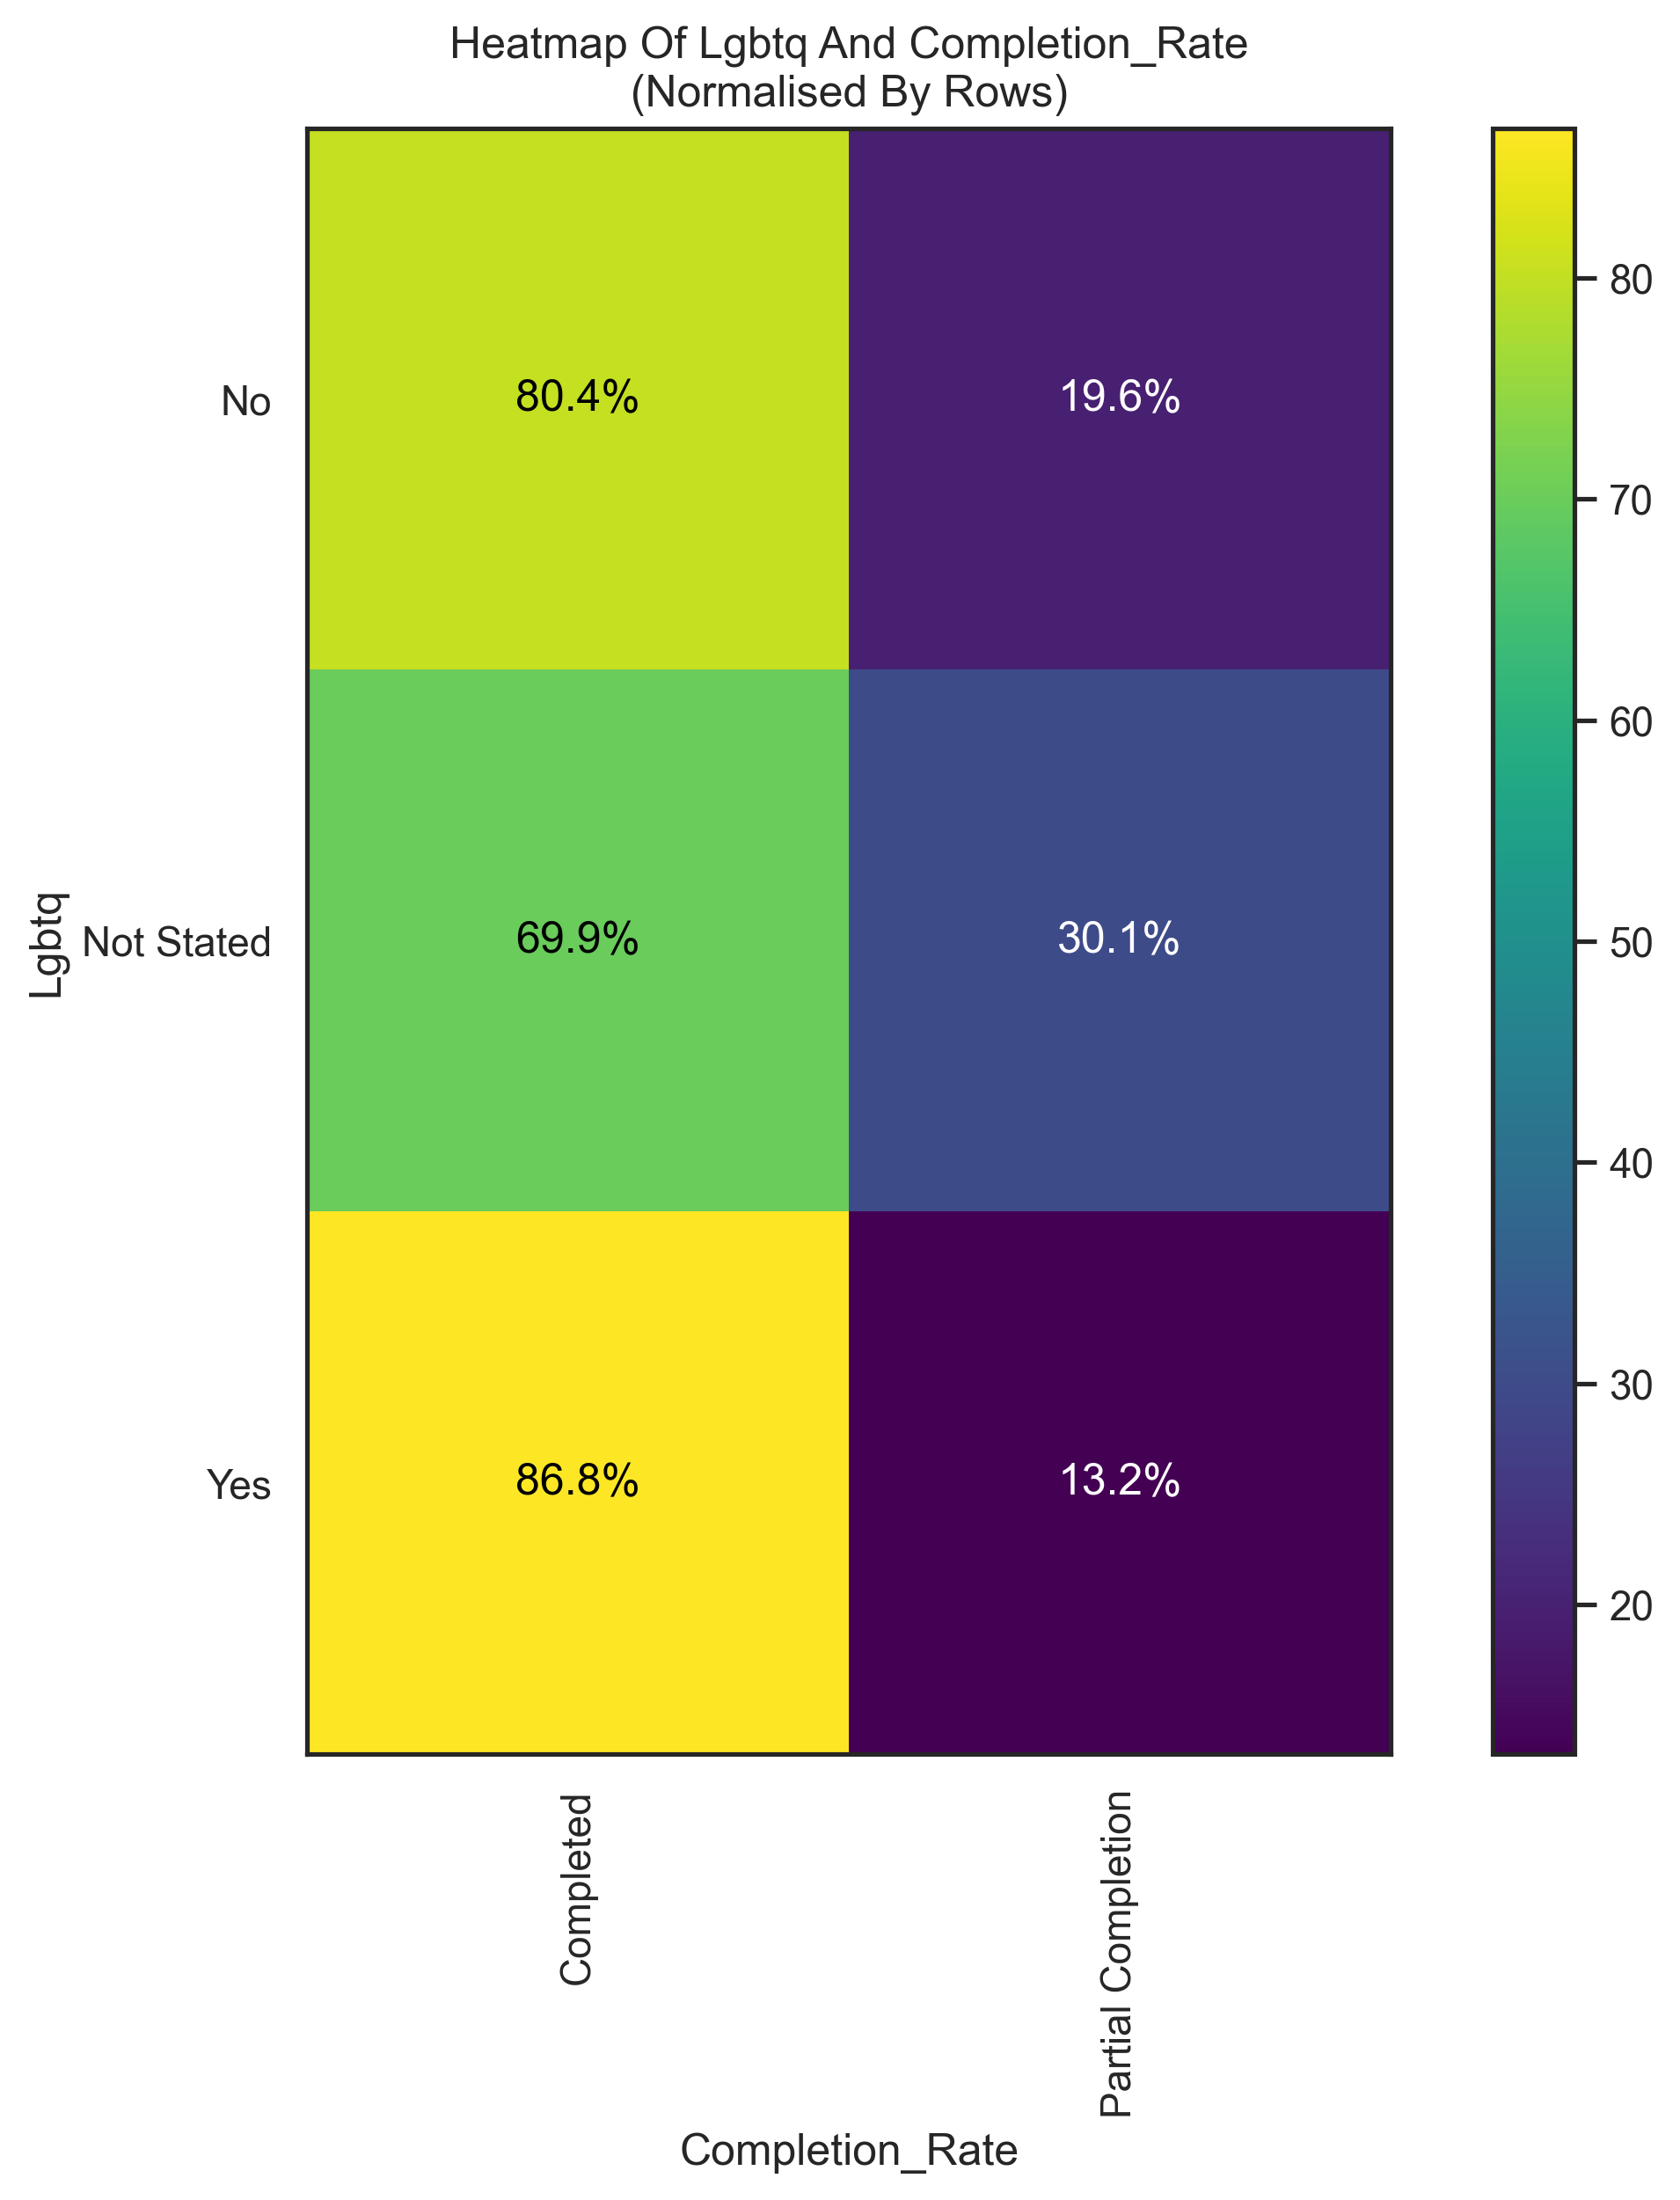 Heatmap Of Lgbtq And Completion_Rate
(Normalised By Rows)
80
No
80.4%
19.6%
70
60
Lgbtq
Not Stated
69.9%
30.1%
50
40
30
Yes
86.8%
13.2%
20
Completed
Partial Completion
Completion_Rate